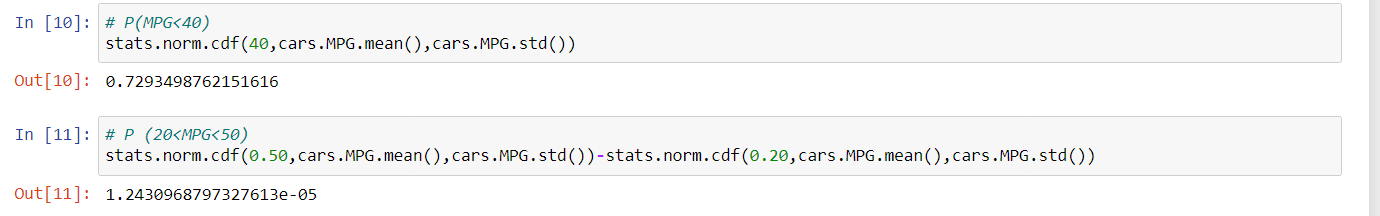 In [10]: # P(MPG<40)
stats.norm.cdf(40,cars.MPG.mean(),cars.MPG.std())
Out[10]: 0.7293498762151616
In [11]: # P (20<MPG<50)
stats.norm.cdf(0.50,cars.MPG.mean(),cars.MPG.std())-stats.norm.cdf(0.20,cars.MPG.mean(),cars.MPG.std())
Out[11]: 1.2430968797327613e-05